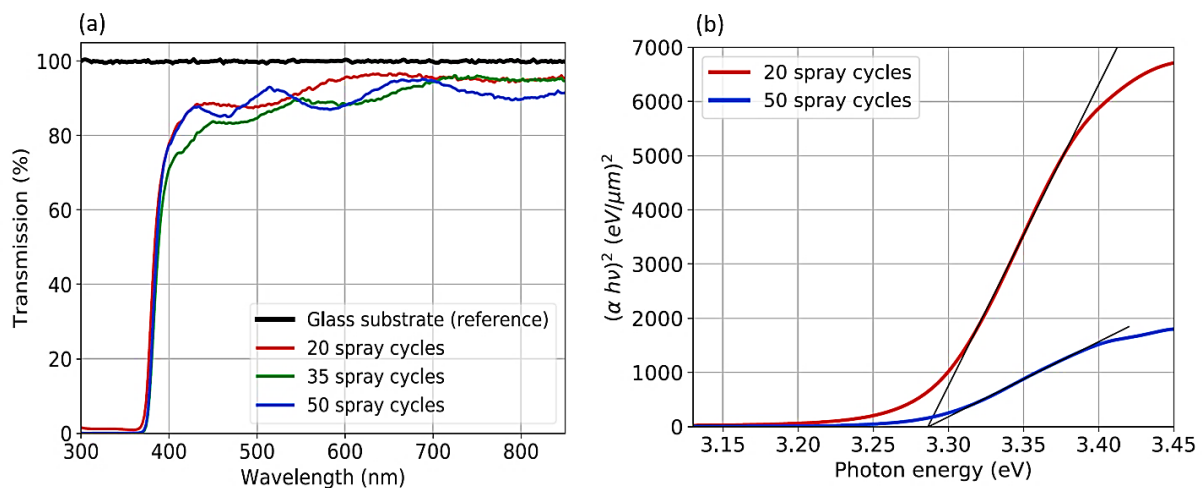 (a)
100
80
60
40
20
0
Transmission (%)
300 400 500 600 700 800
Wavelength (nm)
Glass substrate (reference)
20 spray cycles
35 spray cycles
50 spray cycles
(b)
7000
6000
5000
4000
3000
2000
1000
0
(α hν)² (eV/μm)²
3.15 3.20 3.25 3.30 3.35 3.40 3.45
Photon energy (eV)
20 spray cycles
50 spray cycles